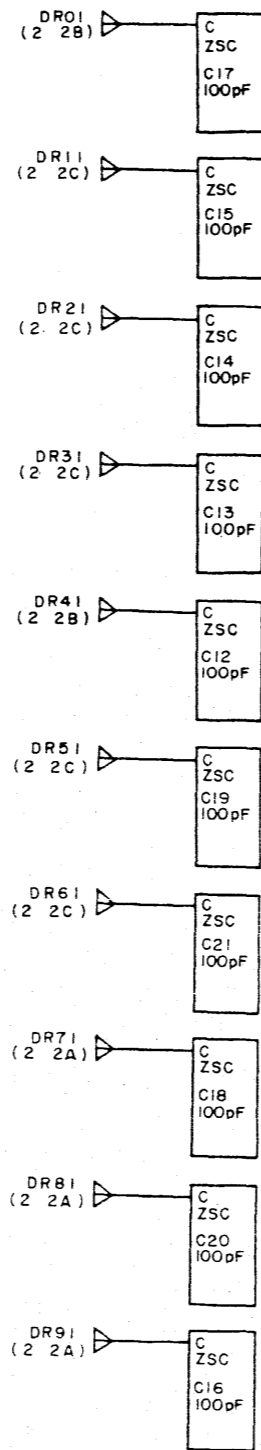 DR01
(2 2B)
C
ZSC
C17
100pF
DR11
(2 2C)
C
ZSC
C15
100pF
DR21
(2. 2C)
C
ZSC
C14
100pF
DR31
(2 2C)
C
ZSC
C13
100pF
DR41
(2 2B)
C
ZSC
C12
100pF
DR51
(2 2C)
C
ZSC
C19
100pF
DR61
(2 2C)
C
ZSC
C21
100pF
DR71
(2 2A)
C
ZSC
C18
100pF
DR81
(2 2A)
C
ZSC
C20
100pF
DR91
(2 2A)
C
ZSC
C16
100pF